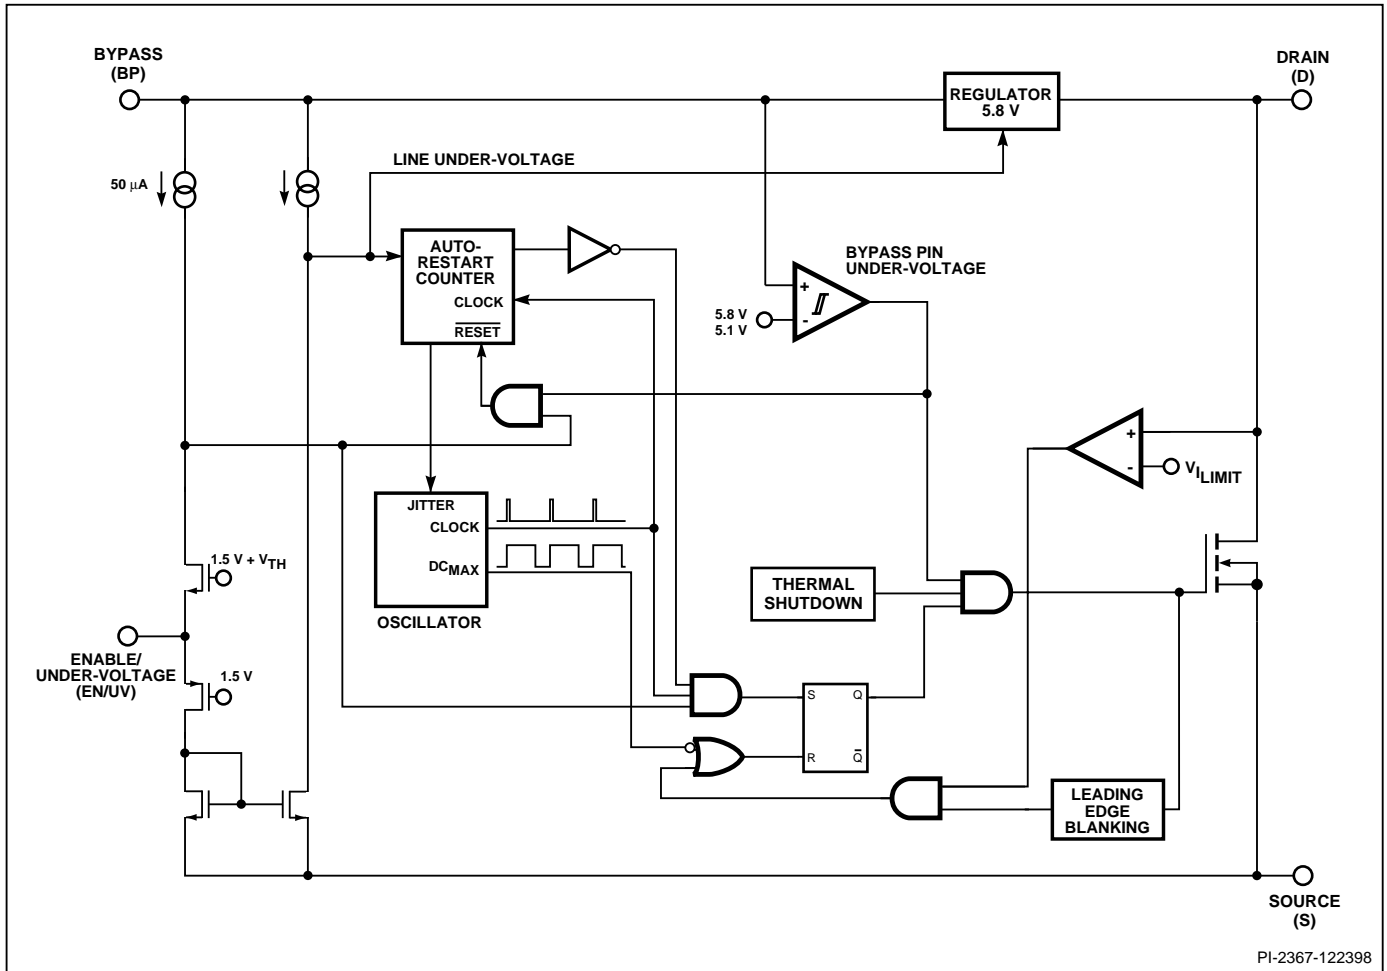 BYPASS
(BP)
DRAIN
(D)
REGULATOR
5.8 V
LINE UNDER-VOLTAGE
50 µA
AUTO-
RESTART
COUNTER
CLOCK
RESET
BYPASS PIN
UNDER-VOLTAGE
+
5.8 V
5.1 V
-
+
-
VILIMIT
JITTER
CLOCK
DCMAX
OSCILLATOR
1.5 V + VTH
THERMAL
SHUTDOWN
ENABLE/
UNDER-VOLTAGE
(EN/UV)
1.5 V
S Q
R Q
LEADING
EDGE
BLANKING
SOURCE
(S)
PI-2367-122398